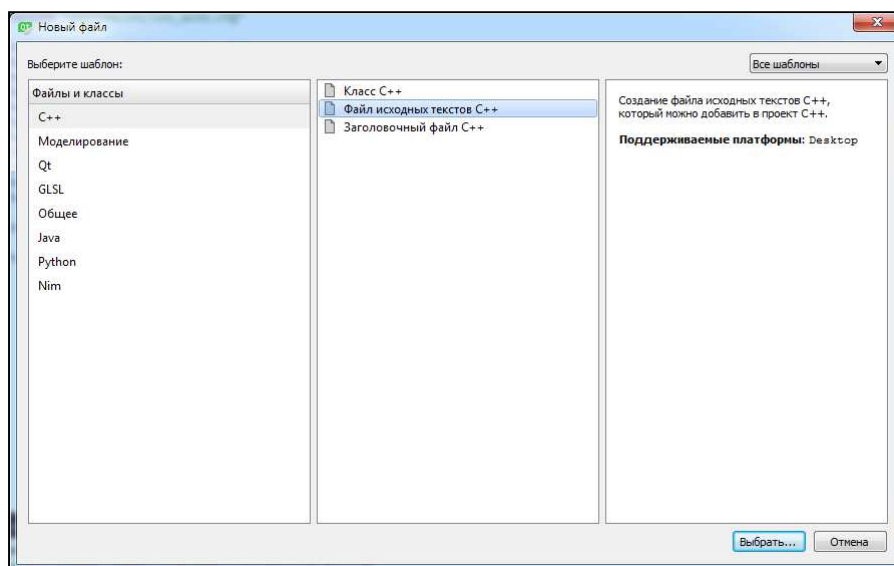 Новый файл
Выберите шаблон:
Все шаблоны
Файлы и классы
C++
Моделирование
Qt
GLSL
Общее
Java
Python
Nim
Класс C++
Файл исходных текстов C++
Заголовочный файл C++
Создание файла исходных текстов C++,
который можно добавить в проект C++.
Поддерживаемые платформы: Desktop
Выбрать...
Отмена